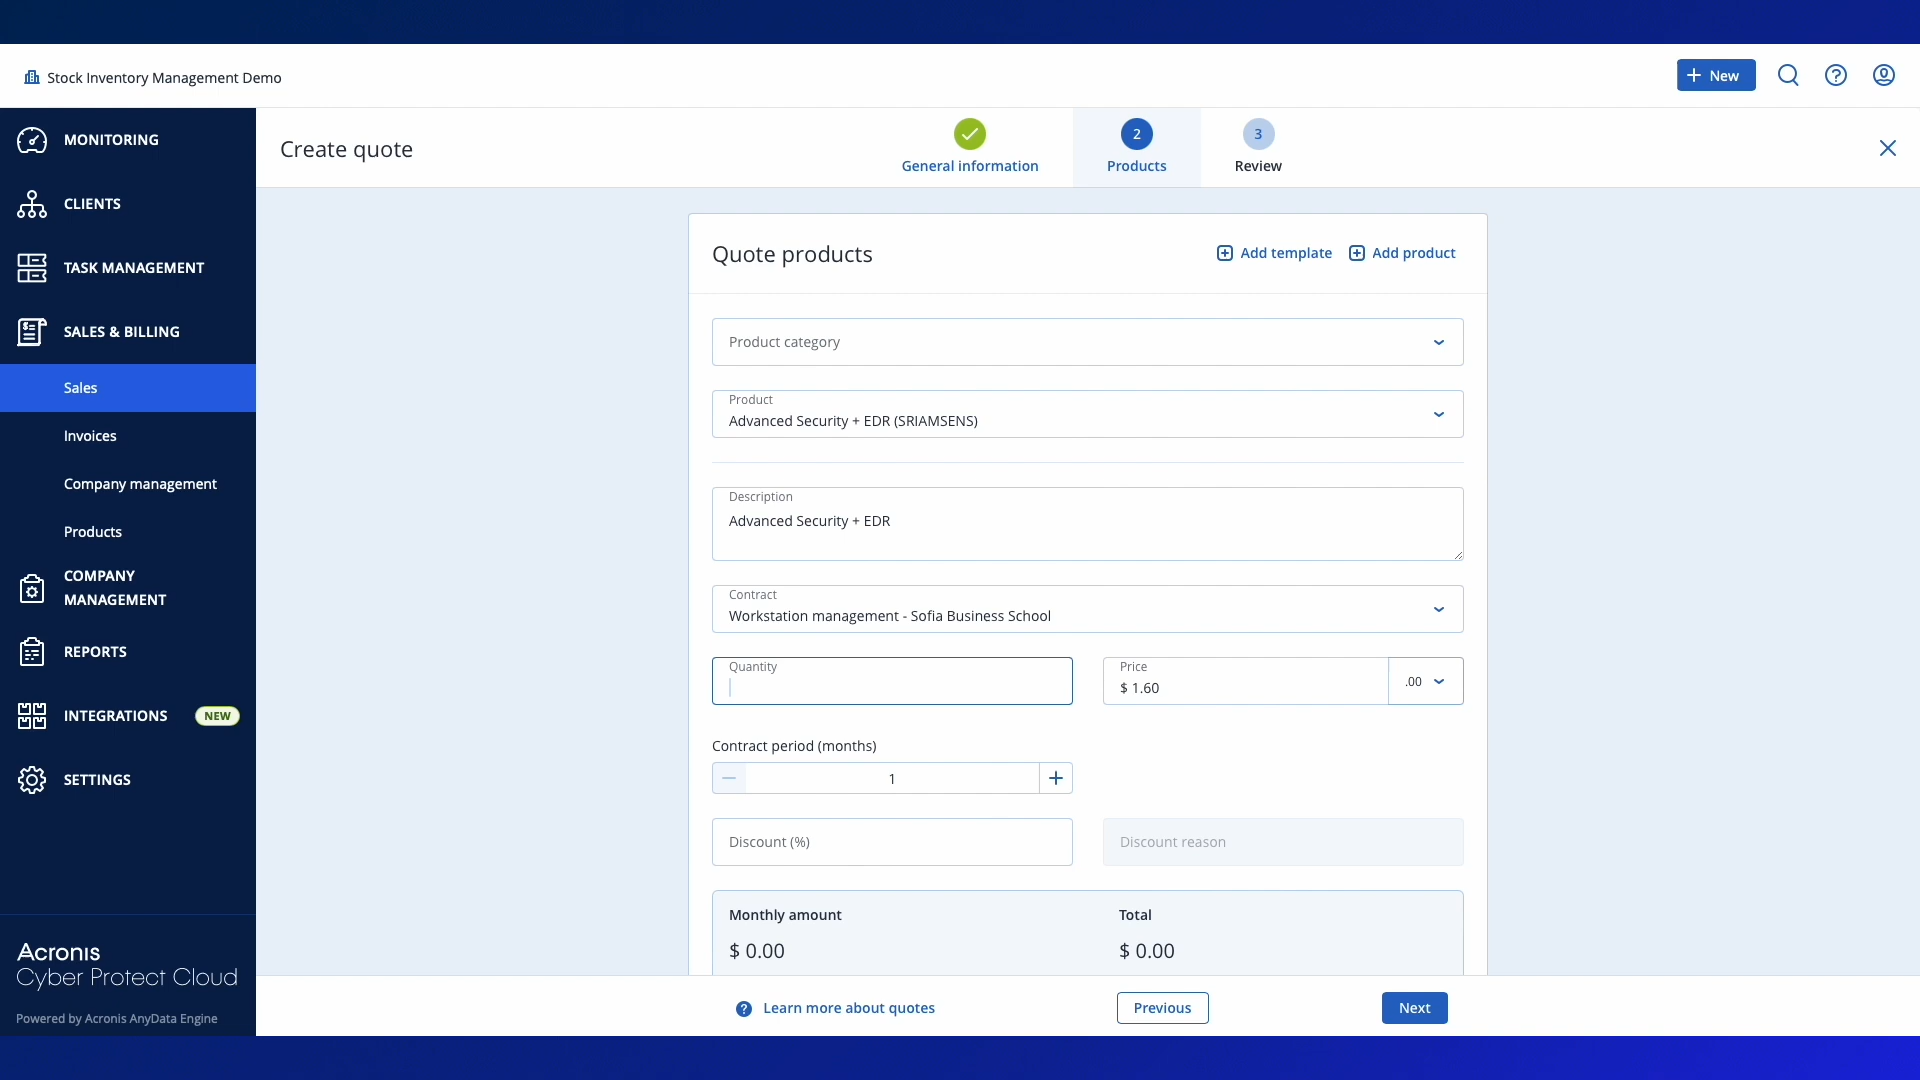 Stock Inventory Management Demo
New
MONITORING
CLIENTS
TASK MANAGEMENT
SALES & BILLING
Sales
Invoices
Company management
Products
COMPANY
MANAGEMENT
REPORTS
INTEGRATIONS NEW
SETTINGS
Acronis
Cyber Protect Cloud
Powered by Acronis AnyData Engine
Create quote
General information
2
Products
3
Review
Quote products
Add template
Add product
Product category
Product
Advanced Security + EDR (SRIAMSENS)
Description
Advanced Security + EDR
Contract
Workstation management - Sofia Business School
Quantity
Price
$ 1.60
.00
Contract period (months)
1
Discount (%)
Discount reason
Monthly amount
Total
$ 0.00
$ 0.00
Learn more about quotes
Previous
Next